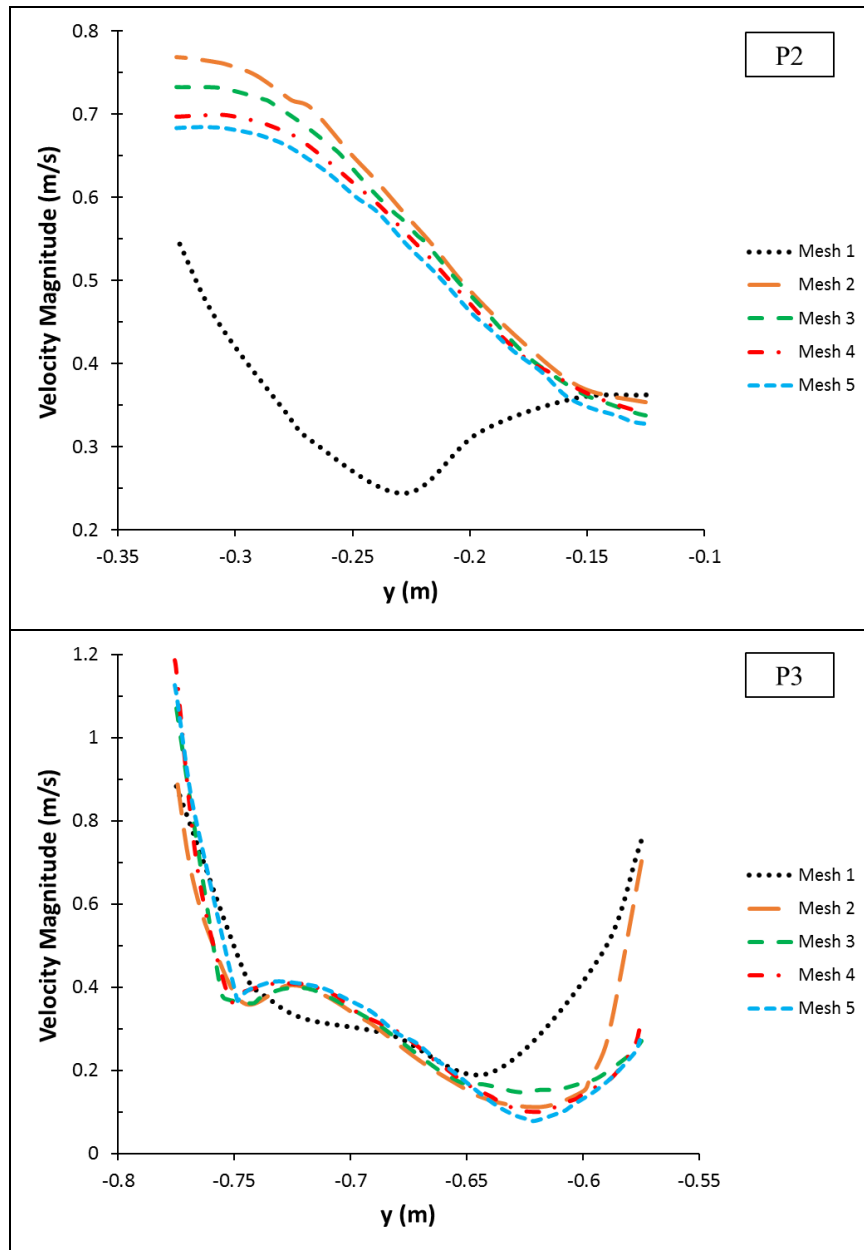 P2
Velocity Magnitude (m/s)
0.8
0.7
0.6
0.5
0.4
0.3
0.2
-0.35 -0.3 -0.25 -0.2 -0.15 -0.1
y (m)
Mesh 1
Mesh 2
Mesh 3
Mesh 4
Mesh 5
P3
Velocity Magnitude (m/s)
1.2
1
0.8
0.6
0.4
0.2
0
-0.8 -0.75 -0.7 -0.65 -0.6 -0.55
y (m)
Mesh 1
Mesh 2
Mesh 3
Mesh 4
Mesh 5